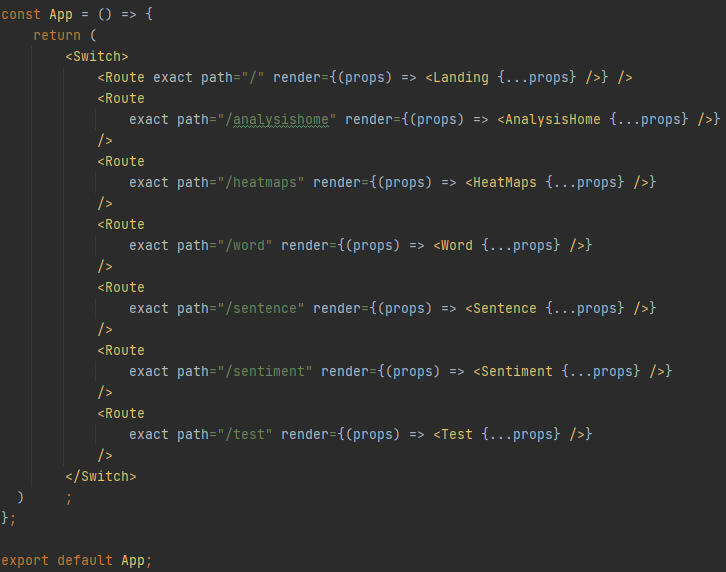 const App = () => {
    return (
        <Switch>
            <Route exact path="/" render={(props) => <Landing {...props} />} />
            <Route
                exact path="/analysishome" render={(props) => <AnalysisHome {...props} />}
            />
            <Route
                exact path="/heatmaps" render={(props) => <HeatMaps {...props} />}
            />
            <Route
                exact path="/word" render={(props) => <Word {...props} />}
            />
            <Route
                exact path="/sentence" render={(props) => <Sentence {...props} />}
            />
            <Route
                exact path="/sentiment" render={(props) => <Sentiment {...props} />}
            />
            <Route
                exact path="/test" render={(props) => <Test {...props} />}
            />
        </Switch>
  )     ;
};

export default App;